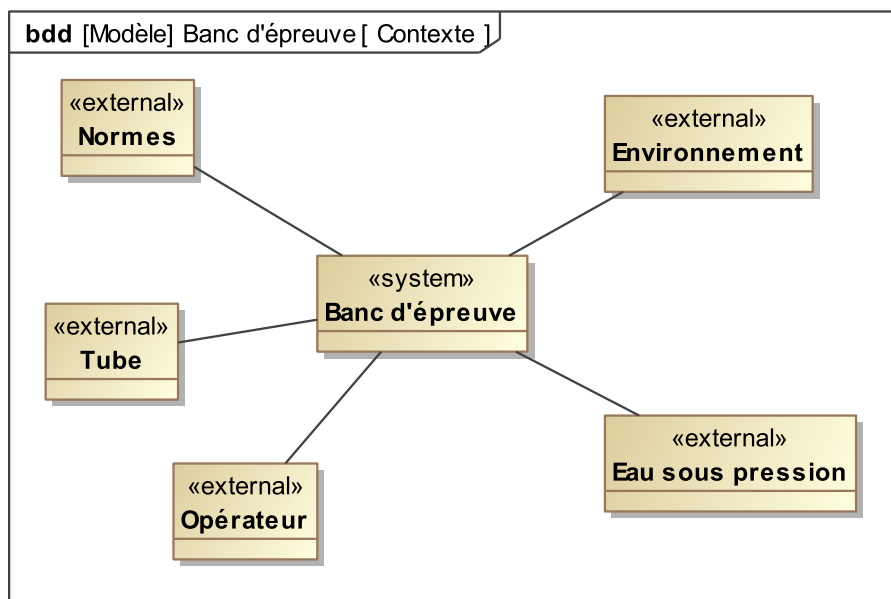 bdd [Modèle] Banc d'épreuve [ Contexte ]
«external»
Normes
«external»
Environnement
«system»
Banc d'épreuve
«external»
Tube
«external»
Eau sous pression
«external»
Opérateur